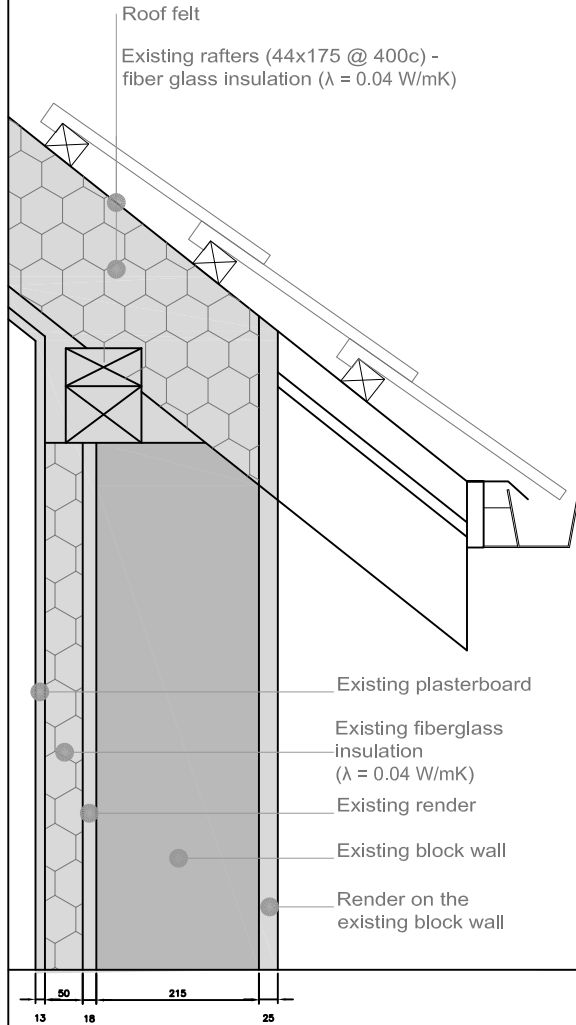 Roof felt
Existing rafters (44x175 @ 400c) -
fiber glass insulation (λ = 0.04 W/mK)
Existing plasterboard
Existing fiberglass
insulation
(λ = 0.04 W/mK)
Existing render
Existing block wall
Render on the
existing block wall
50 215
13 18 25